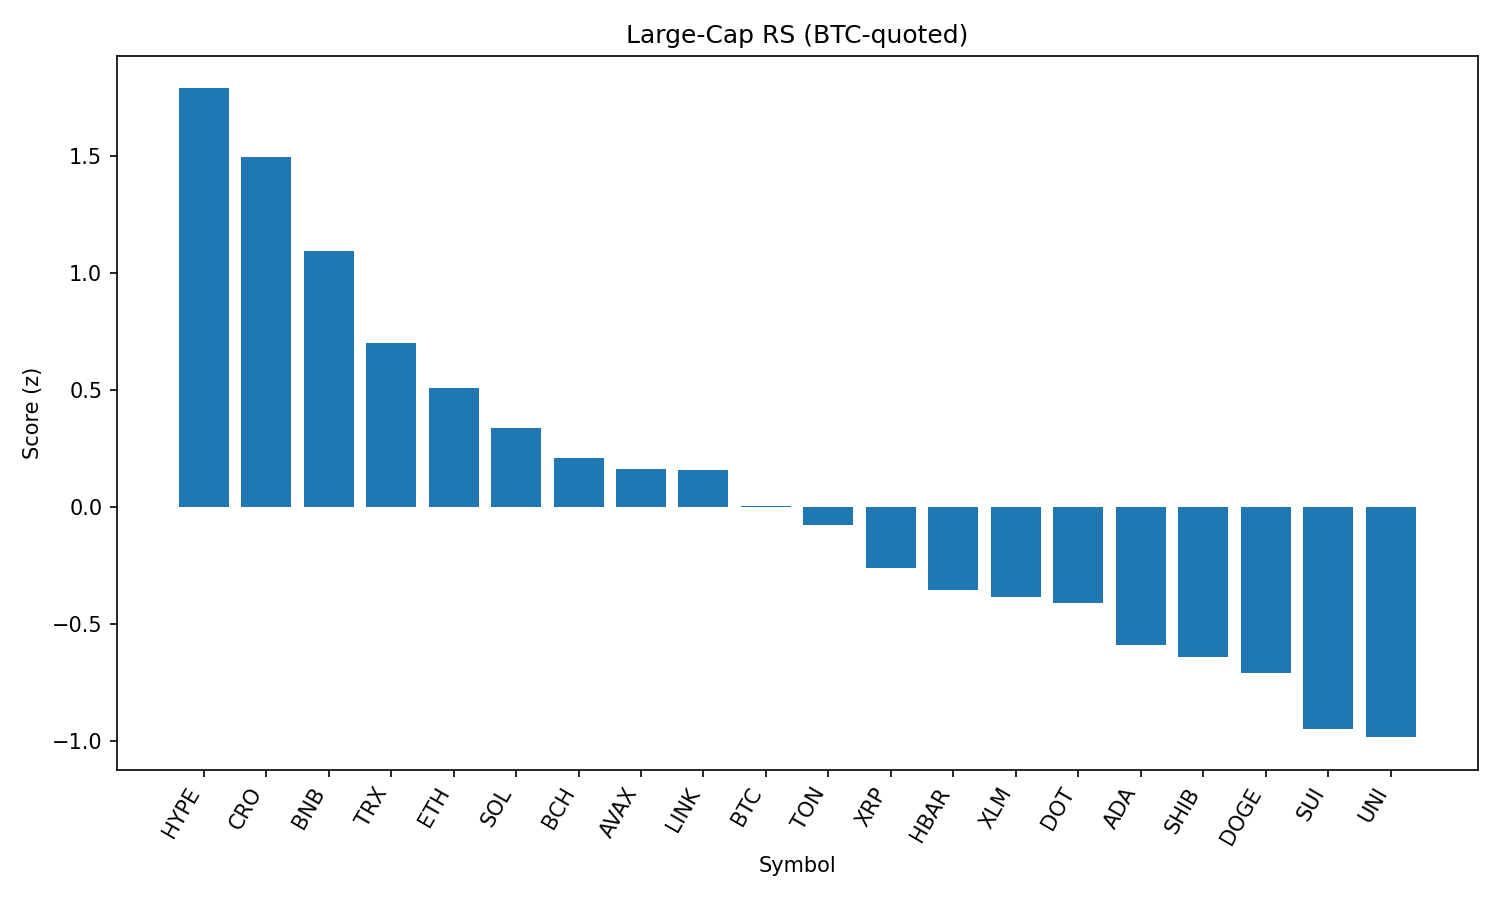 Large-Cap RS (BTC-quoted)
Score (z)
1.5
1.0
0.5
0.0
−0.5
−1.0
HYPE
CRO
BNB
TRX
ETH
SOL
BCH
AVAX
LINK
BTC
TON
XRP
HBAR
XLM
DOT
ADA
SHIB
DOGE
SUI
UNI
Symbol